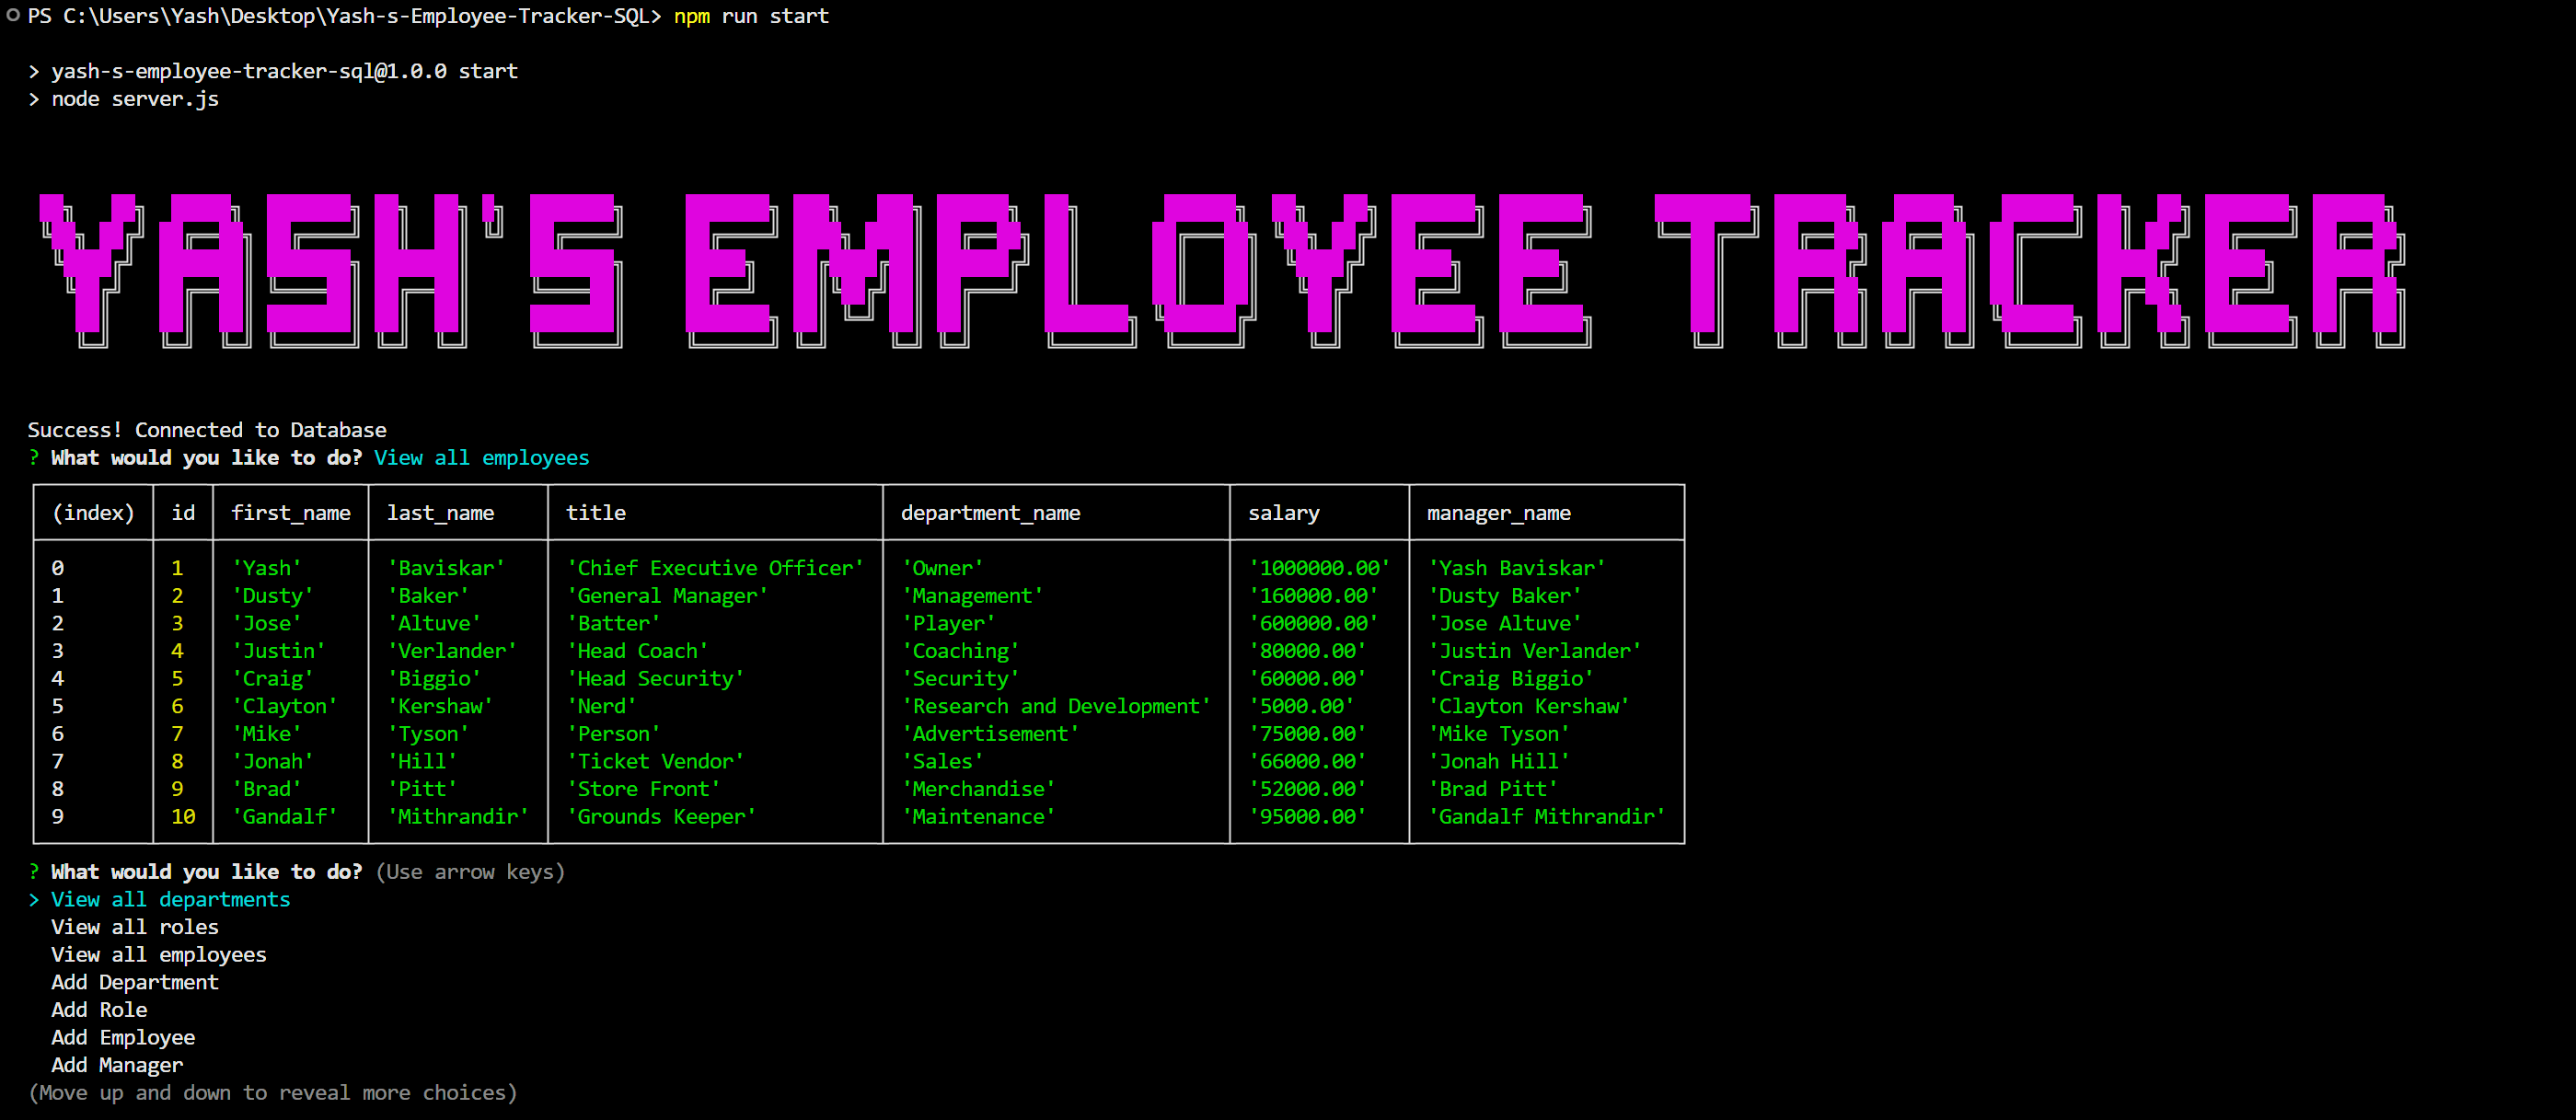 PS C:\Users\Yash\Desktop\Yash-s-Employee-Tracker-SQL> npm run start
> yash-s-employee-tracker-sql@1.0.0 start
> node server.js
YASH'S EMPLOYEE TRACKER
Success! Connected to Database
? What would you like to do? View all employees
(index) id first_name last_name title department_name salary manager_name
0 1 'Yash' 'Baviskar' 'Chief Executive Officer' 'Owner' '1000000.00' 'Yash Baviskar'
1 2 'Dusty' 'Baker' 'General Manager' 'Management' '160000.00' 'Dusty Baker'
2 3 'Jose' 'Altuve' 'Batter' 'Player' '600000.00' 'Jose Altuve'
3 4 'Justin' 'Verlander' 'Head Coach' 'Coaching' '80000.00' 'Justin Verlander'
4 5 'Craig' 'Biggio' 'Head Security' 'Security' '60000.00' 'Craig Biggio'
5 6 'Clayton' 'Kershaw' 'Nerd' 'Research and Development' '5000.00' 'Clayton Kershaw'
6 7 'Mike' 'Tyson' 'Person' 'Advertisement' '75000.00' 'Mike Tyson'
7 8 'Jonah' 'Hill' 'Ticket Vendor' 'Sales' '66000.00' 'Jonah Hill'
8 9 'Brad' 'Pitt' 'Store Front' 'Merchandise' '52000.00' 'Brad Pitt'
9 10 'Gandalf' 'Mithrandir' 'Grounds Keeper' 'Maintenance' '95000.00' 'Gandalf Mithrandir'
? What would you like to do? (Use arrow keys)
> View all departments
View all roles
View all employees
Add Department
Add Role
Add Employee
Add Manager
(Move up and down to reveal more choices)